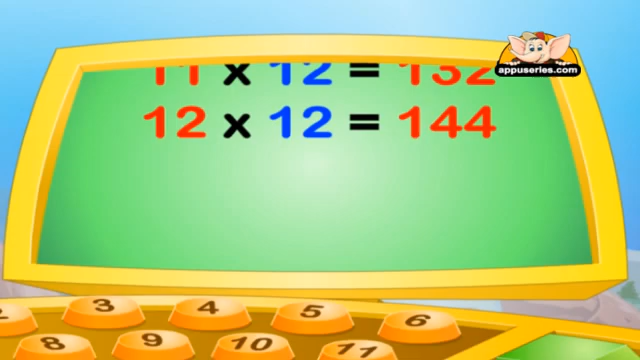 11 x 12 = 132
12 x 12 = 144
appuseries.com
3 4 5 6
8 9 10 11